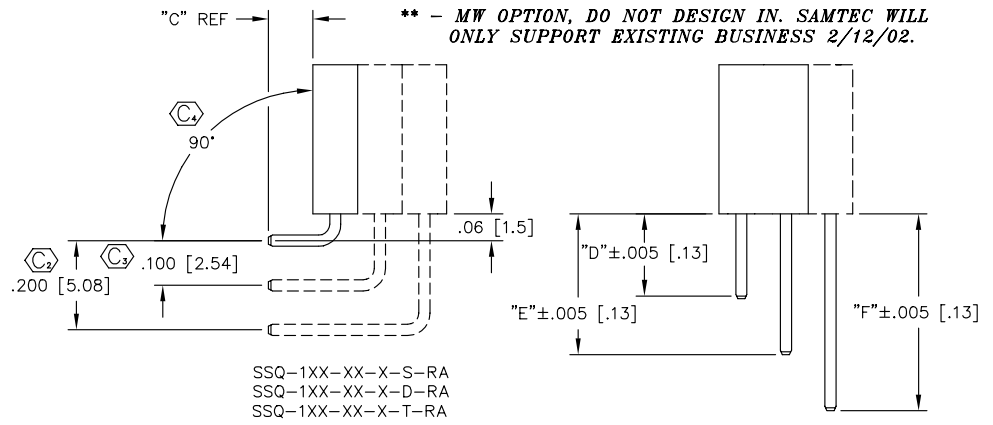 "C" REF
** - MW OPTION, DO NOT DESIGN IN. SAMTEC WILL
ONLY SUPPORT EXISTING BUSINESS 2/12/02.
C4
90°
.06 [1.5]
C2
C3
.100 [2.54]
.200 [5.08]
"D"±.005 [.13]
"E"±.005 [.13]
"F"±.005 [.13]
SSQ-1XX-XX-X-S-RA
SSQ-1XX-XX-X-D-RA
SSQ-1XX-XX-X-T-RA